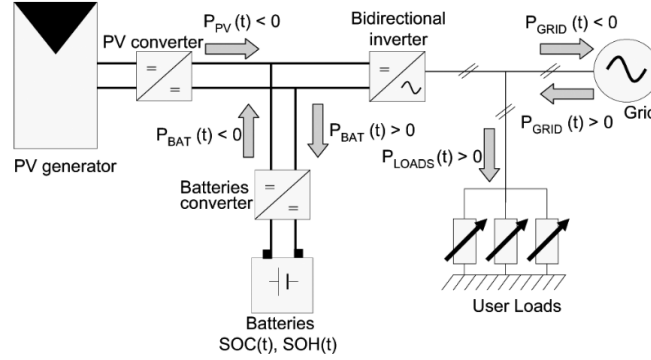 P_PV (t) < 0
Bidirectional
inverter
P_GRID (t) < 0
PV converter
=
=
=
P_BAT (t) < 0
P_BAT (t) > 0
P_GRID (t) > 0
Grid
PV generator
P_LOADS (t) > 0
Batteries
converter
=
=
User Loads
Batteries
SOC(t), SOH(t)